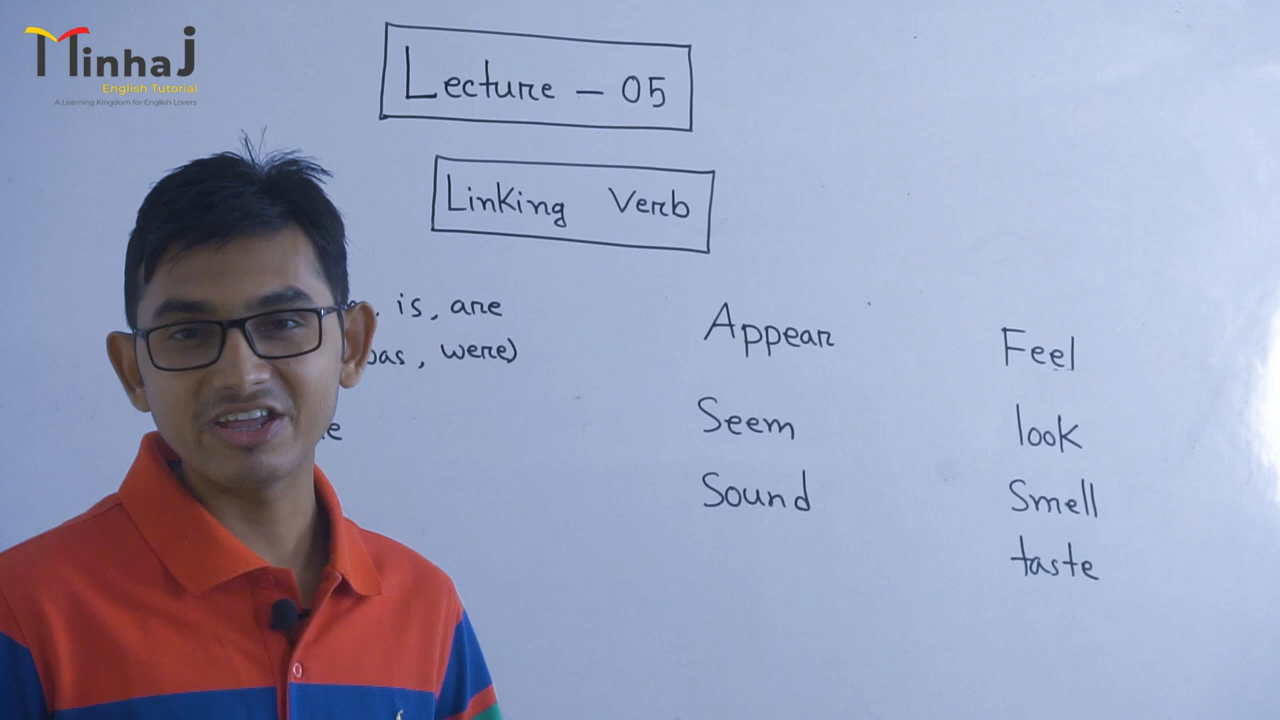 Minhaj
English Tutorial
A Learning Kingdom for English Lovers
Lecture - 05
Linking Verb
is, are
were)
Appear
Seem
Sound
Feel
look
Smell
taste